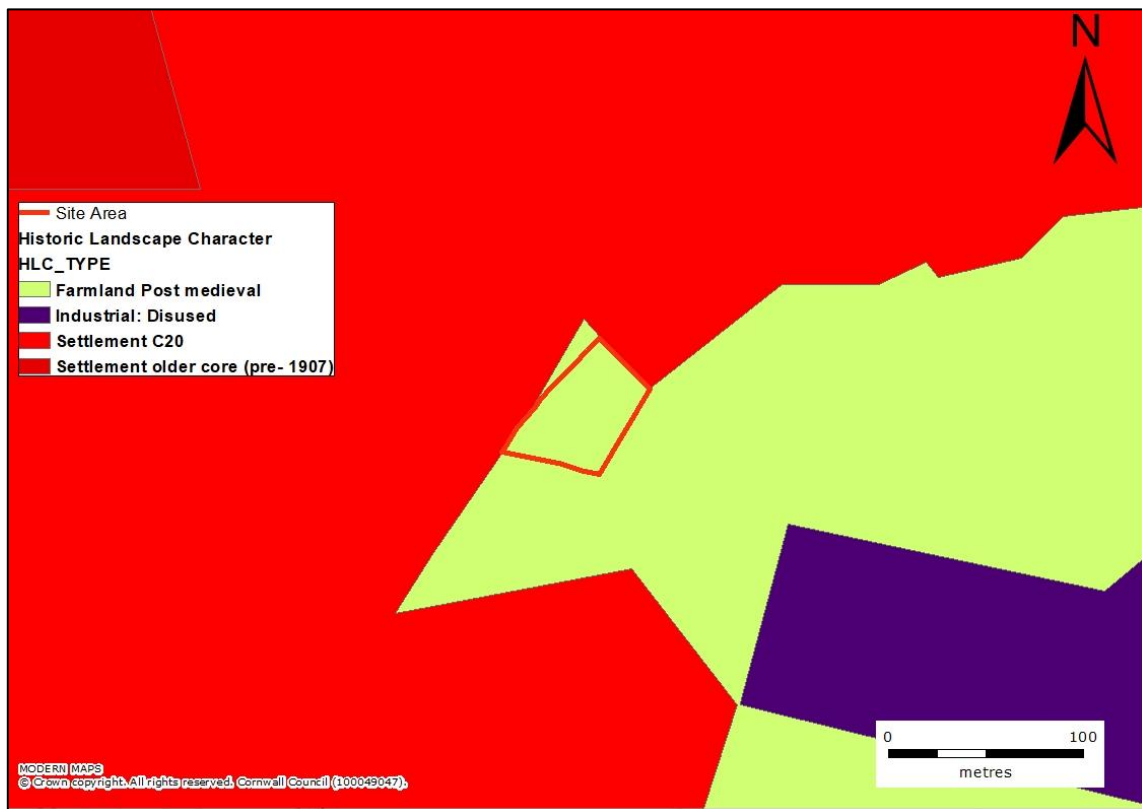 N
Site Area
Historic Landscape Character
HLC_TYPE
Farmland Post medieval
Industrial: Disused
Settlement C20
Settlement older core (pre- 1907)
0 100
metres
MODERN MAPS
© Crown copyright. All rights reserved. Cornwall Council (100049047).